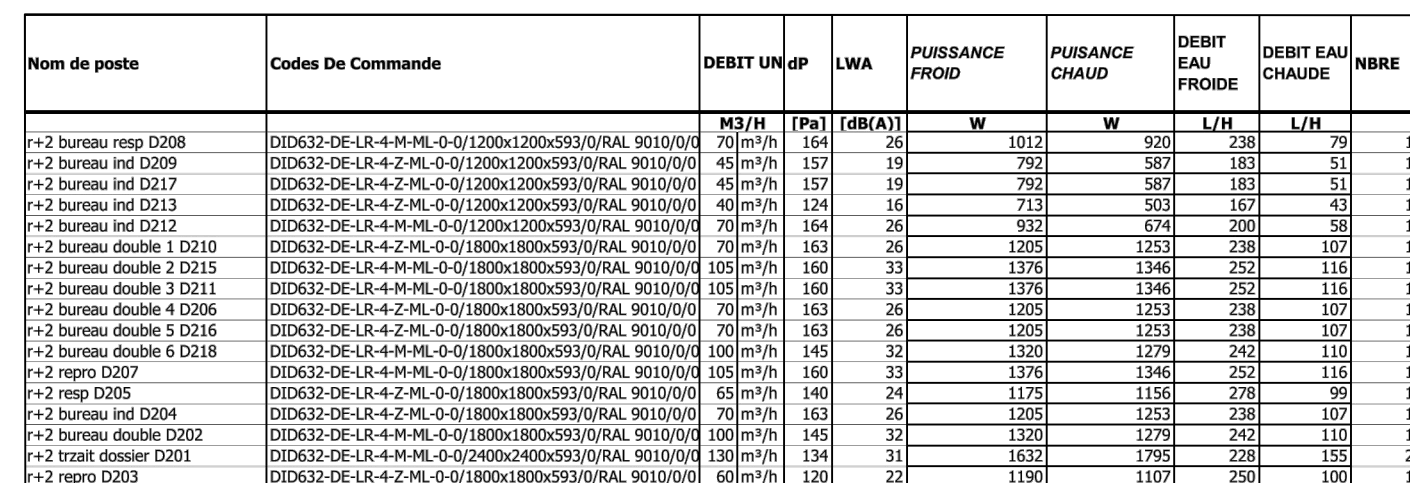 Nom de poste Codes De Commande DEBIT UN dP LWA PUISSANCE FROID PUISANCE CHAUD DEBIT EAU FROIDE DEBIT EAU CHAUDE NBRE
M3/H [Pa] [dB(A)] W W L/H L/H
r+2 bureau resp D208 DID632-DE-LR-4-M-ML-0-0/1200x1200x593/0/RAL 9010/0/0 70 m³/h 164 26 1012 920 238 79 1
r+2 bureau ind D209 DID632-DE-LR-4-Z-ML-0-0/1200x1200x593/0/RAL 9010/0/0 45 m³/h 157 19 792 587 183 51 1
r+2 bureau ind D217 DID632-DE-LR-4-Z-ML-0-0/1200x1200x593/0/RAL 9010/0/0 45 m³/h 157 19 792 587 183 51 1
r+2 bureau ind D213 DID632-DE-LR-4-Z-ML-0-0/1200x1200x593/0/RAL 9010/0/0 40 m³/h 124 16 713 503 167 43 1
r+2 bureau ind D212 DID632-DE-LR-4-M-ML-0-0/1200x1200x593/0/RAL 9010/0/0 70 m³/h 164 26 932 674 200 58 1
r+2 bureau double 1 D210 DID632-DE-LR-4-Z-ML-0-0/1800x1800x593/0/RAL 9010/0/0 70 m³/h 163 26 1205 1253 238 107 1
r+2 bureau double 2 D215 DID632-DE-LR-4-M-ML-0-0/1800x1800x593/0/RAL 9010/0/0 105 m³/h 160 33 1376 1346 252 116 1
r+2 bureau double 3 D211 DID632-DE-LR-4-M-ML-0-0/1800x1800x593/0/RAL 9010/0/0 105 m³/h 160 33 1376 1346 252 116 1
r+2 bureau double 4 D206 DID632-DE-LR-4-Z-ML-0-0/1800x1800x593/0/RAL 9010/0/0 70 m³/h 163 26 1205 1253 238 107 1
r+2 bureau double 5 D216 DID632-DE-LR-4-Z-ML-0-0/1800x1800x593/0/RAL 9010/0/0 70 m³/h 163 26 1205 1253 238 107 1
r+2 bureau double 6 D218 DID632-DE-LR-4-M-ML-0-0/1800x1800x593/0/RAL 9010/0/0 100 m³/h 145 32 1320 1279 242 110 1
r+2 repro D207 DID632-DE-LR-4-M-ML-0-0/1800x1800x593/0/RAL 9010/0/0 105 m³/h 160 33 1376 1346 252 116 1
r+2 resp D205 DID632-DE-LR-4-Z-ML-0-0/1800x1800x593/0/RAL 9010/0/0 65 m³/h 140 24 1175 1156 278 99 1
r+2 bureau ind D204 DID632-DE-LR-4-Z-ML-0-0/1800x1800x593/0/RAL 9010/0/0 70 m³/h 163 26 1205 1253 238 107 1
r+2 bureau double D202 DID632-DE-LR-4-M-ML-0-0/1800x1800x593/0/RAL 9010/0/0 100 m³/h 145 32 1320 1279 242 110 1
r+2 trzait dossier D201 DID632-DE-LR-4-M-ML-0-0/2400x2400x593/0/RAL 9010/0/0 130 m³/h 134 31 1632 1795 228 155 2
r+2 repro D203 DID632-DE-LR-4-Z-ML-0-0/1800x1800x593/0/RAL 9010/0/0 60 m³/h 120 22 1190 1107 250 100 1